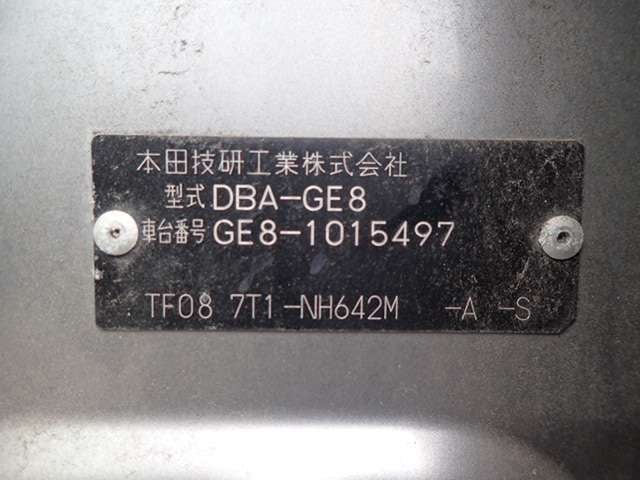 本田技研工業株式会社
型式 DBA-GE8
車台番号 GE8-1015497
TF08 7T1-NH642M -A -S